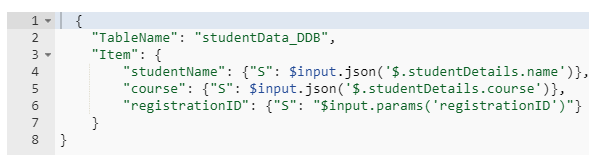 1 {
2 "TableName": "studentData_DDB",
3 "Item": {
4 "studentName": {"S": $input.json('$.studentDetails.name')},
5 "course": {"S": $input.json('$.studentDetails.course')},
6 "registrationID": {"S": "$input.params('registrationID')"}
7 }
8 }